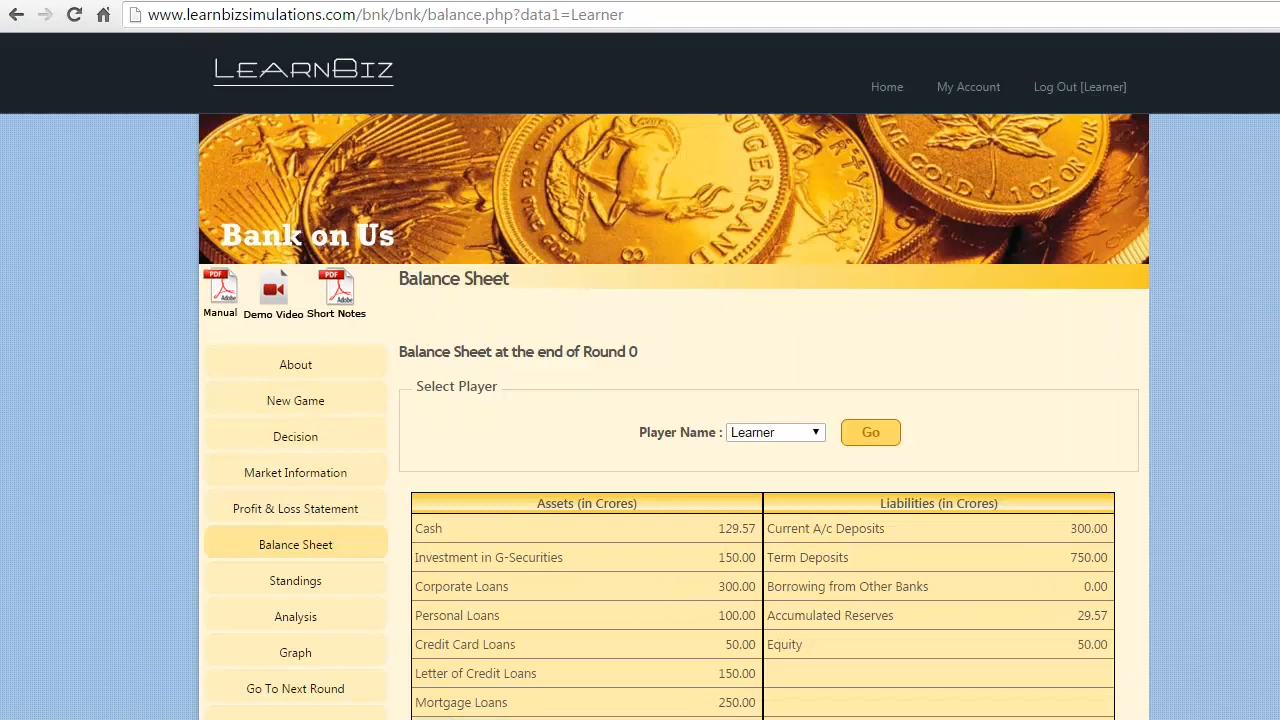 www.learnbizsimulations.com/bnk/bnk/balance.php?data1=Learner
LEARNBIZ
Home My Account Log Out [Learner]
Bank on Us
Manual Demo Video Short Notes
Balance Sheet
Balance Sheet at the end of Round 0
Select Player
Player Name : Learner Go
About
New Game
Decision
Market Information
Profit & Loss Statement
Balance Sheet
Standings
Analysis
Graph
Go To Next Round
Assets (in Crores) Liabilities (in Crores)
Cash 129.57 Current A/c Deposits 300.00
Investment in G-Securities 150.00 Term Deposits 750.00
Corporate Loans 300.00 Borrowing from Other Banks 0.00
Personal Loans 100.00 Accumulated Reserves 29.57
Credit Card Loans 50.00 Equity 50.00
Letter of Credit Loans 150.00
Mortgage Loans 250.00